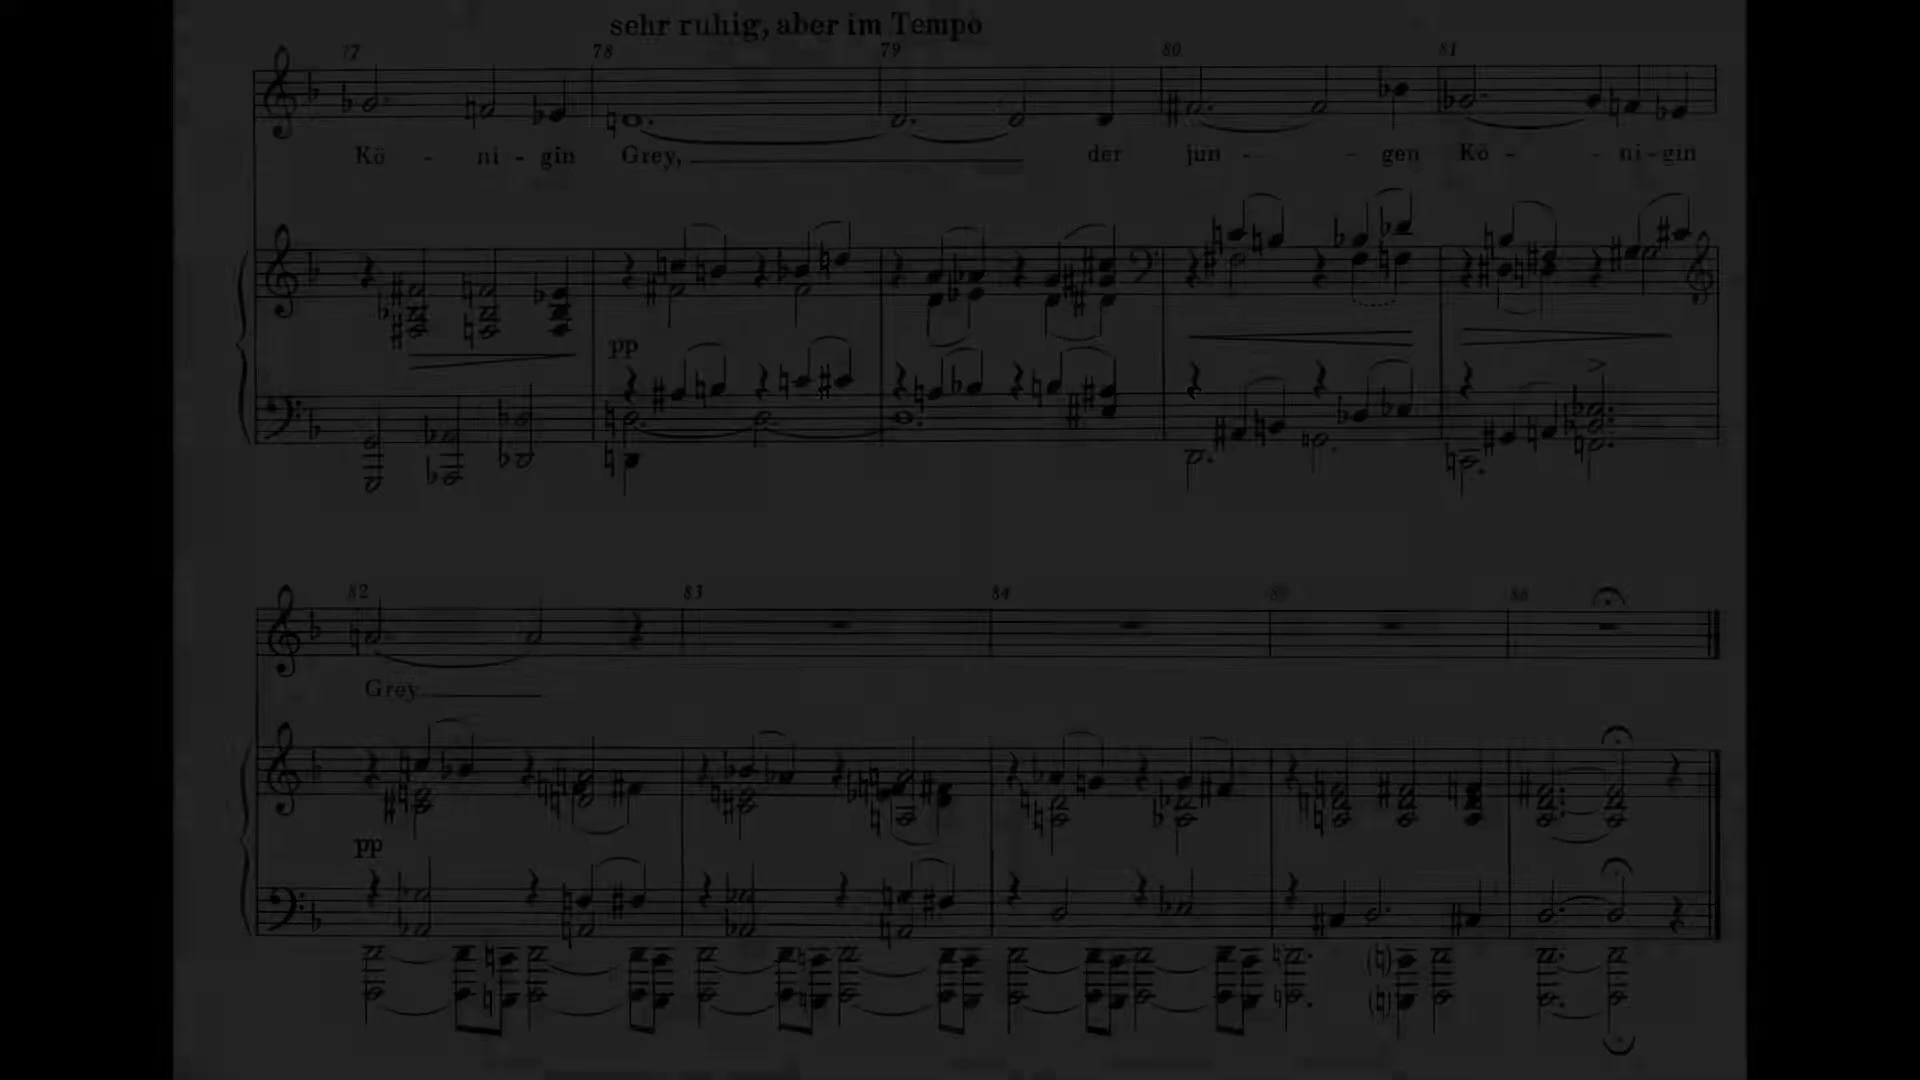 sehr ruhig, aber im Tempo
77 78 79 80 81
Kö - ni - gin Grey, der jun - - gen Kö - - ni - gin
pp
82 83 84 85 86
Grey
pp